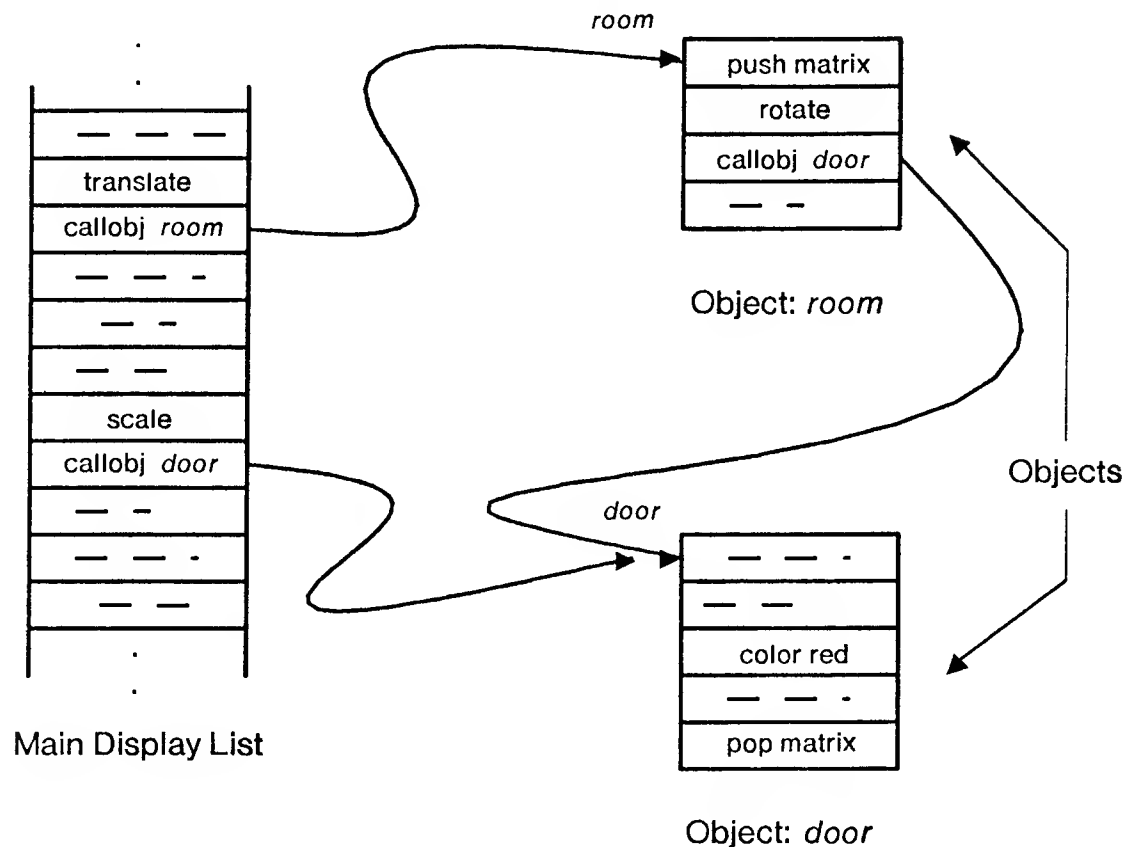 translate
callobj room
scale
callobj door
Main Display List
room
push matrix
rotate
callobj door
Object: room
Objects
door
color red
pop matrix
Object: door